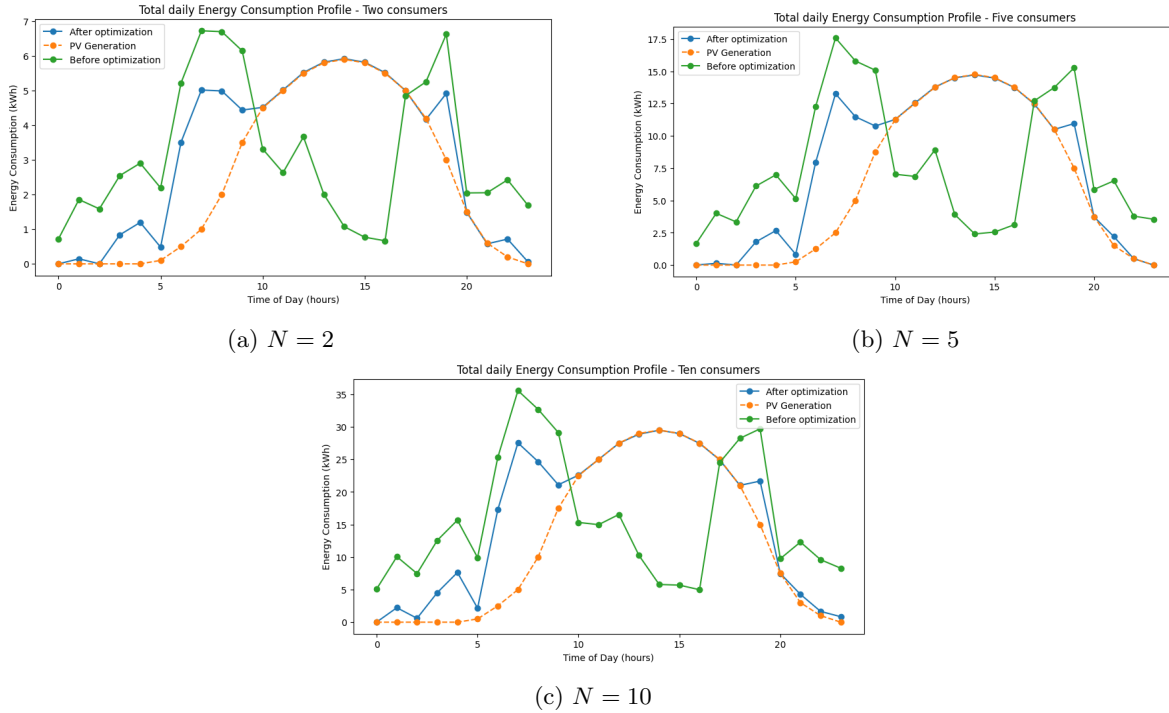 Total daily Energy Consumption Profile - Two consumers
After optimization
PV Generation
Before optimization
Energy Consumption (kWh)
7
6
5
4
3
2
1
0
0 5 10 15 20
Time of Day (hours)
(a) N = 2
Total daily Energy Consumption Profile - Five consumers
After optimization
PV Generation
Before optimization
Energy Consumption (kWh)
17.5
15.0
12.5
10.0
7.5
5.0
2.5
0.0
0 5 10 15 20
Time of Day (hours)
(b) N = 5
Total daily Energy Consumption Profile - Ten consumers
After optimization
PV Generation
Before optimization
Energy Consumption (kWh)
35
30
25
20
15
10
5
0
0 5 10 15 20
Time of Day (hours)
(c) N = 10